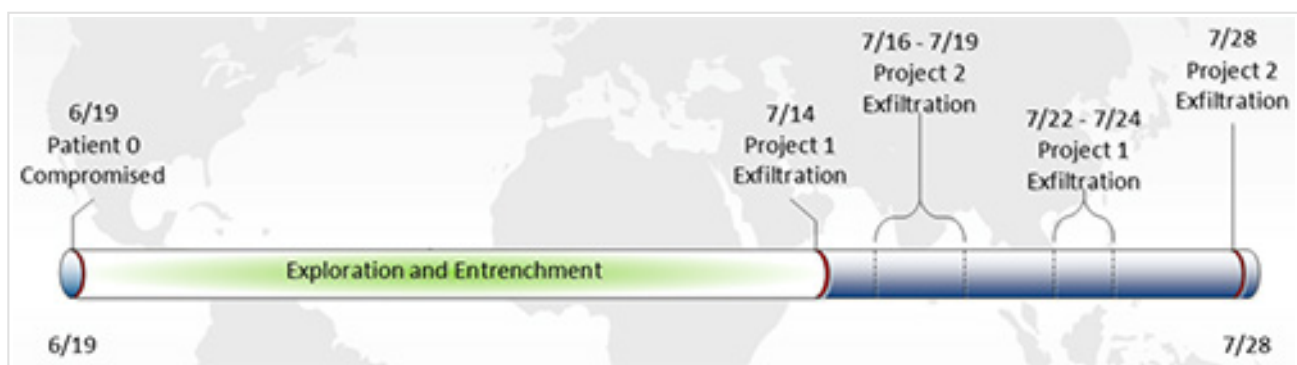 6/19
Patient 0
Compromised
7/14
Project 1
Exfiltration
7/16 - 7/19
Project 2
Exfiltration
7/22 - 7/24
Project 1
Exfiltration
7/28
Project 2
Exfiltration
Exploration and Entrenchment
6/19
7/28